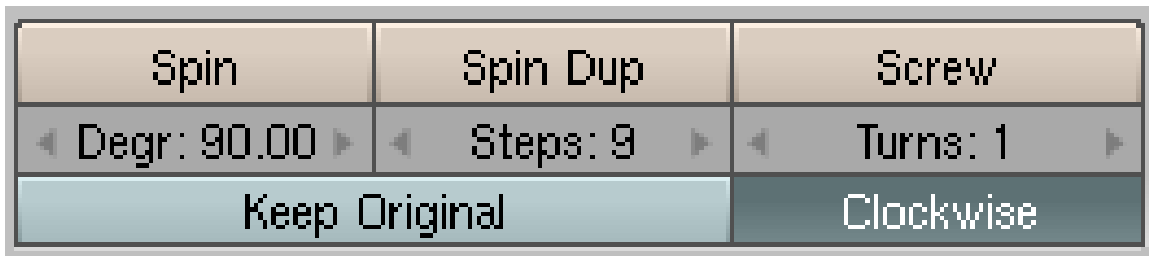 Spin Spin Dup Screw
Degr: 90.00 Steps: 9 Turns: 1
Keep Original Clockwise